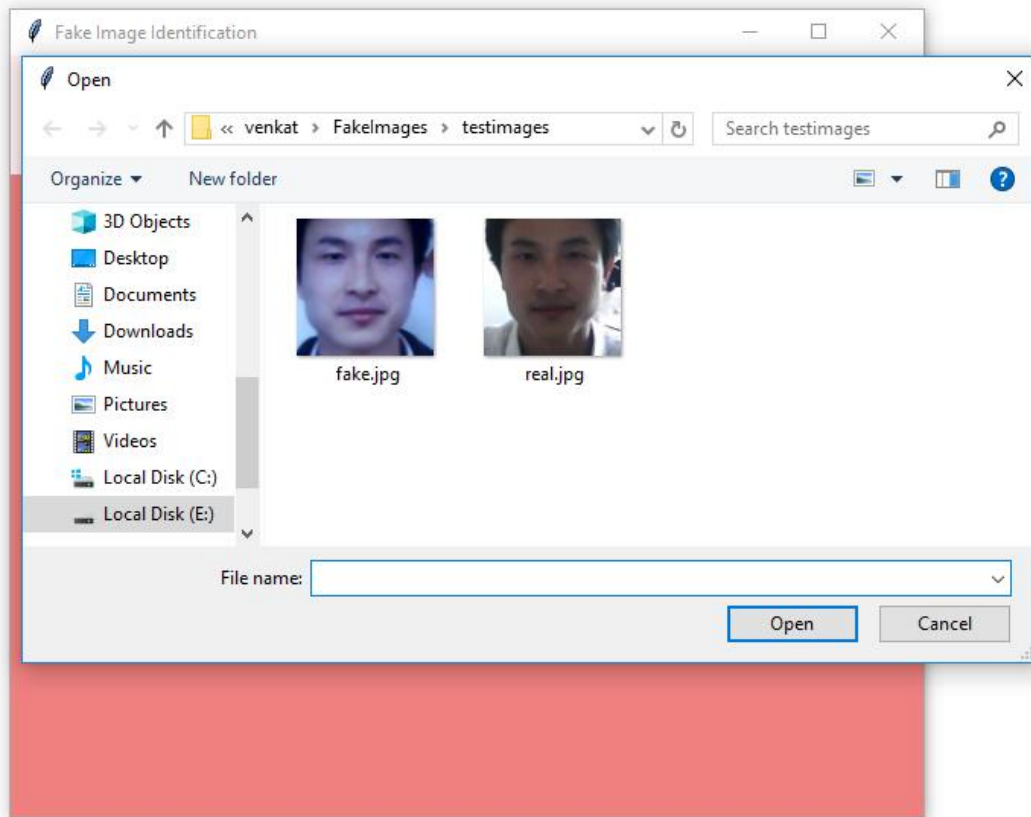 Fake Image Identification
Open
« venkat › FakeImages › testimages
Search testimages
Organize
New folder
3D Objects
Desktop
Documents
Downloads
Music
Pictures
Videos
Local Disk (C:)
Local Disk (E:)
fake.jpg
real.jpg
File name:
Open
Cancel